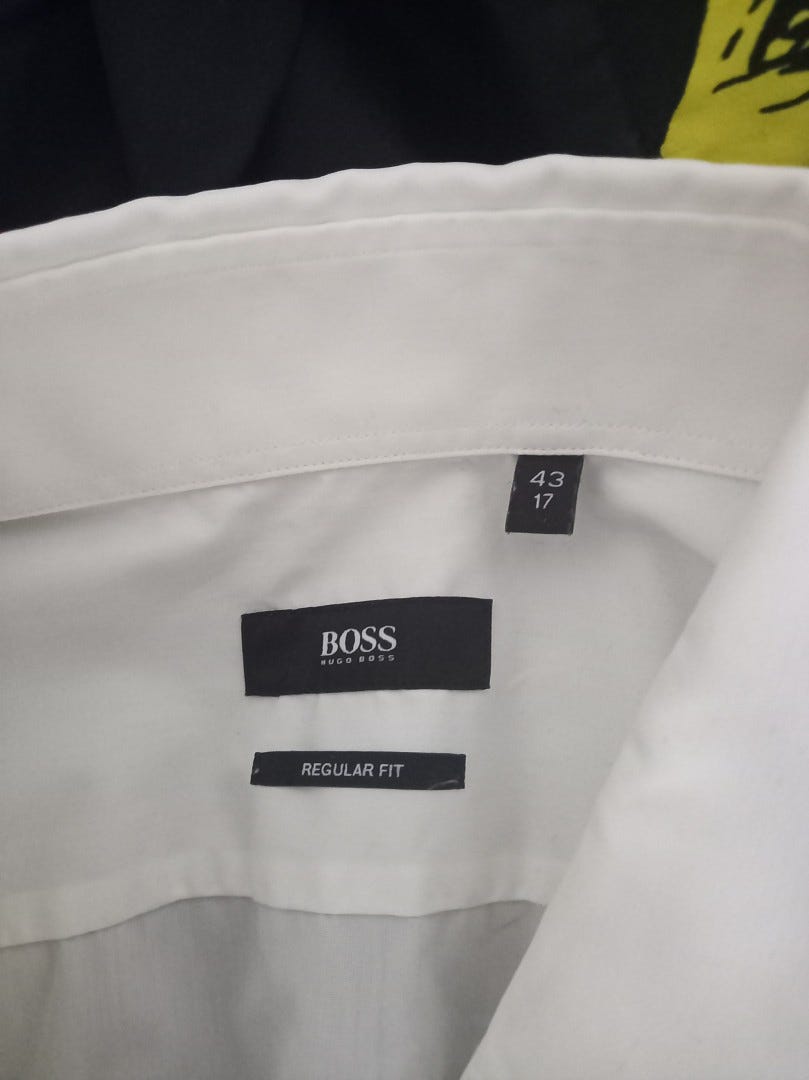 43
17
BOSS
HUGO BOSS
REGULAR FIT